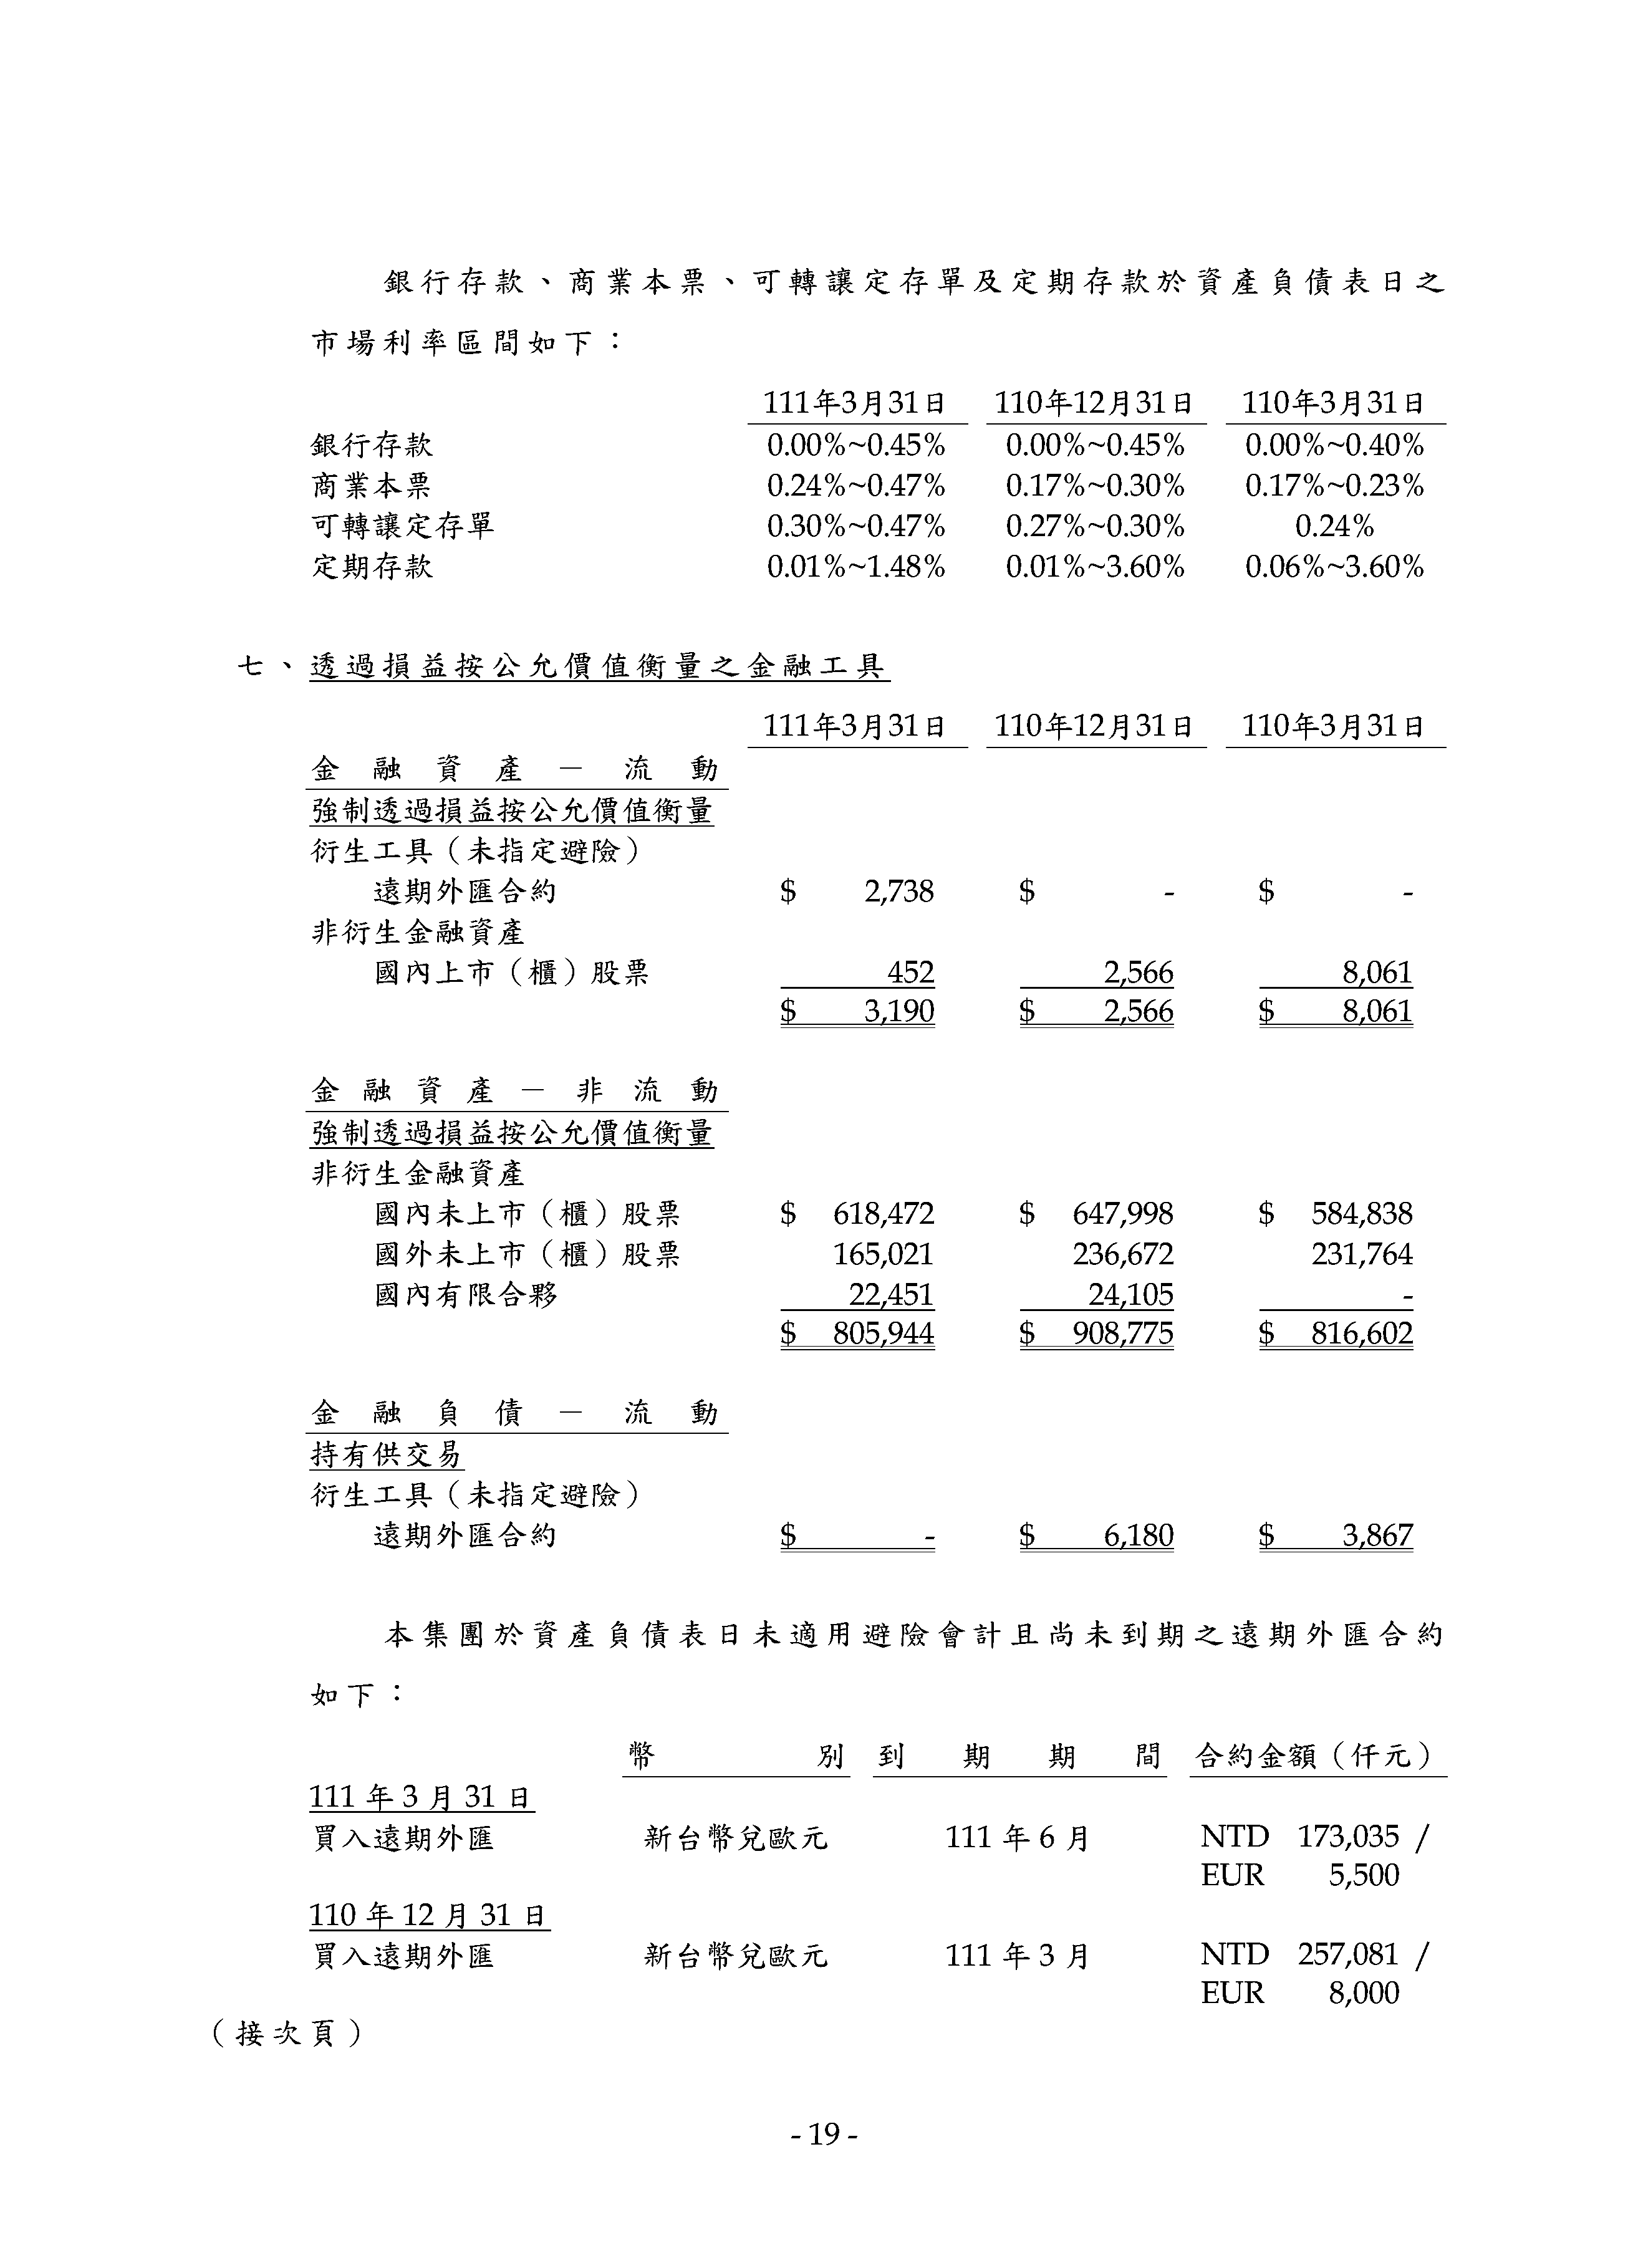 銀行存款、商業本票、可轉讓定存單及定期存款於資產負債表日之
市場利率區間如下：
111年3月31日 110年12月31日 110年3月31日
銀行存款 0.00%~0.45% 0.00%~0.45% 0.00%~0.40%
商業本票 0.24%~0.47% 0.17%~0.30% 0.17%~0.23%
可轉讓定存單 0.30%~0.47% 0.27%~0.30% 0.24%
定期存款 0.01%~1.48% 0.01%~3.60% 0.06%~3.60%
七、透過損益按公允價值衡量之金融工具
111年3月31日 110年12月31日 110年3月31日
金融資產－流動
強制透過損益按公允價值衡量
衍生工具（未指定避險）
遠期外匯合約 $ 2,738 $ - $ -
非衍生金融資產
國內上市（櫃）股票 452 2,566 8,061
$ 3,190 $ 2,566 $ 8,061
金融資產－非流動
強制透過損益按公允價值衡量
非衍生金融資產
國內未上市（櫃）股票 $ 618,472 $ 647,998 $ 584,838
國外未上市（櫃）股票 165,021 236,672 231,764
國內有限合夥 22,451 24,105 -
$ 805,944 $ 908,775 $ 816,602
金融負債－流動
持有供交易
衍生工具（未指定避險）
遠期外匯合約 $ - $ 6,180 $ 3,867
本集團於資產負債表日未適用避險會計且尚未到期之遠期外匯合約
如下：
幣別 到期期間 合約金額（仟元）
111 年 3 月 31 日
買入遠期外匯 新台幣兌歐元 111 年 6 月 NTD 173,035 /
EUR 5,500
110 年 12 月 31 日
買入遠期外匯 新台幣兌歐元 111 年 3 月 NTD 257,081 /
EUR 8,000
（接次頁）
- 19 -